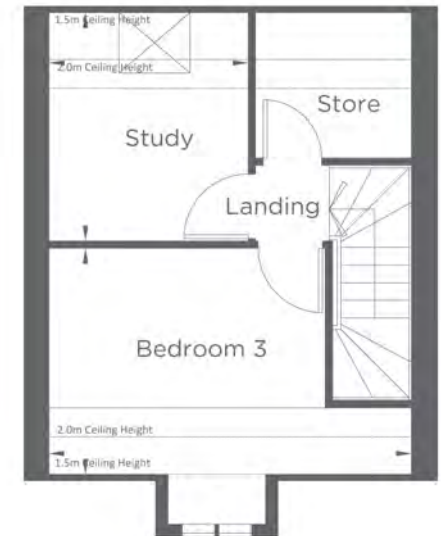 1.5m Ceiling Height
2.0m Ceiling Height
Store
Study
Landing
Bedroom 3
2.0m Ceiling Height
1.5m Ceiling Height